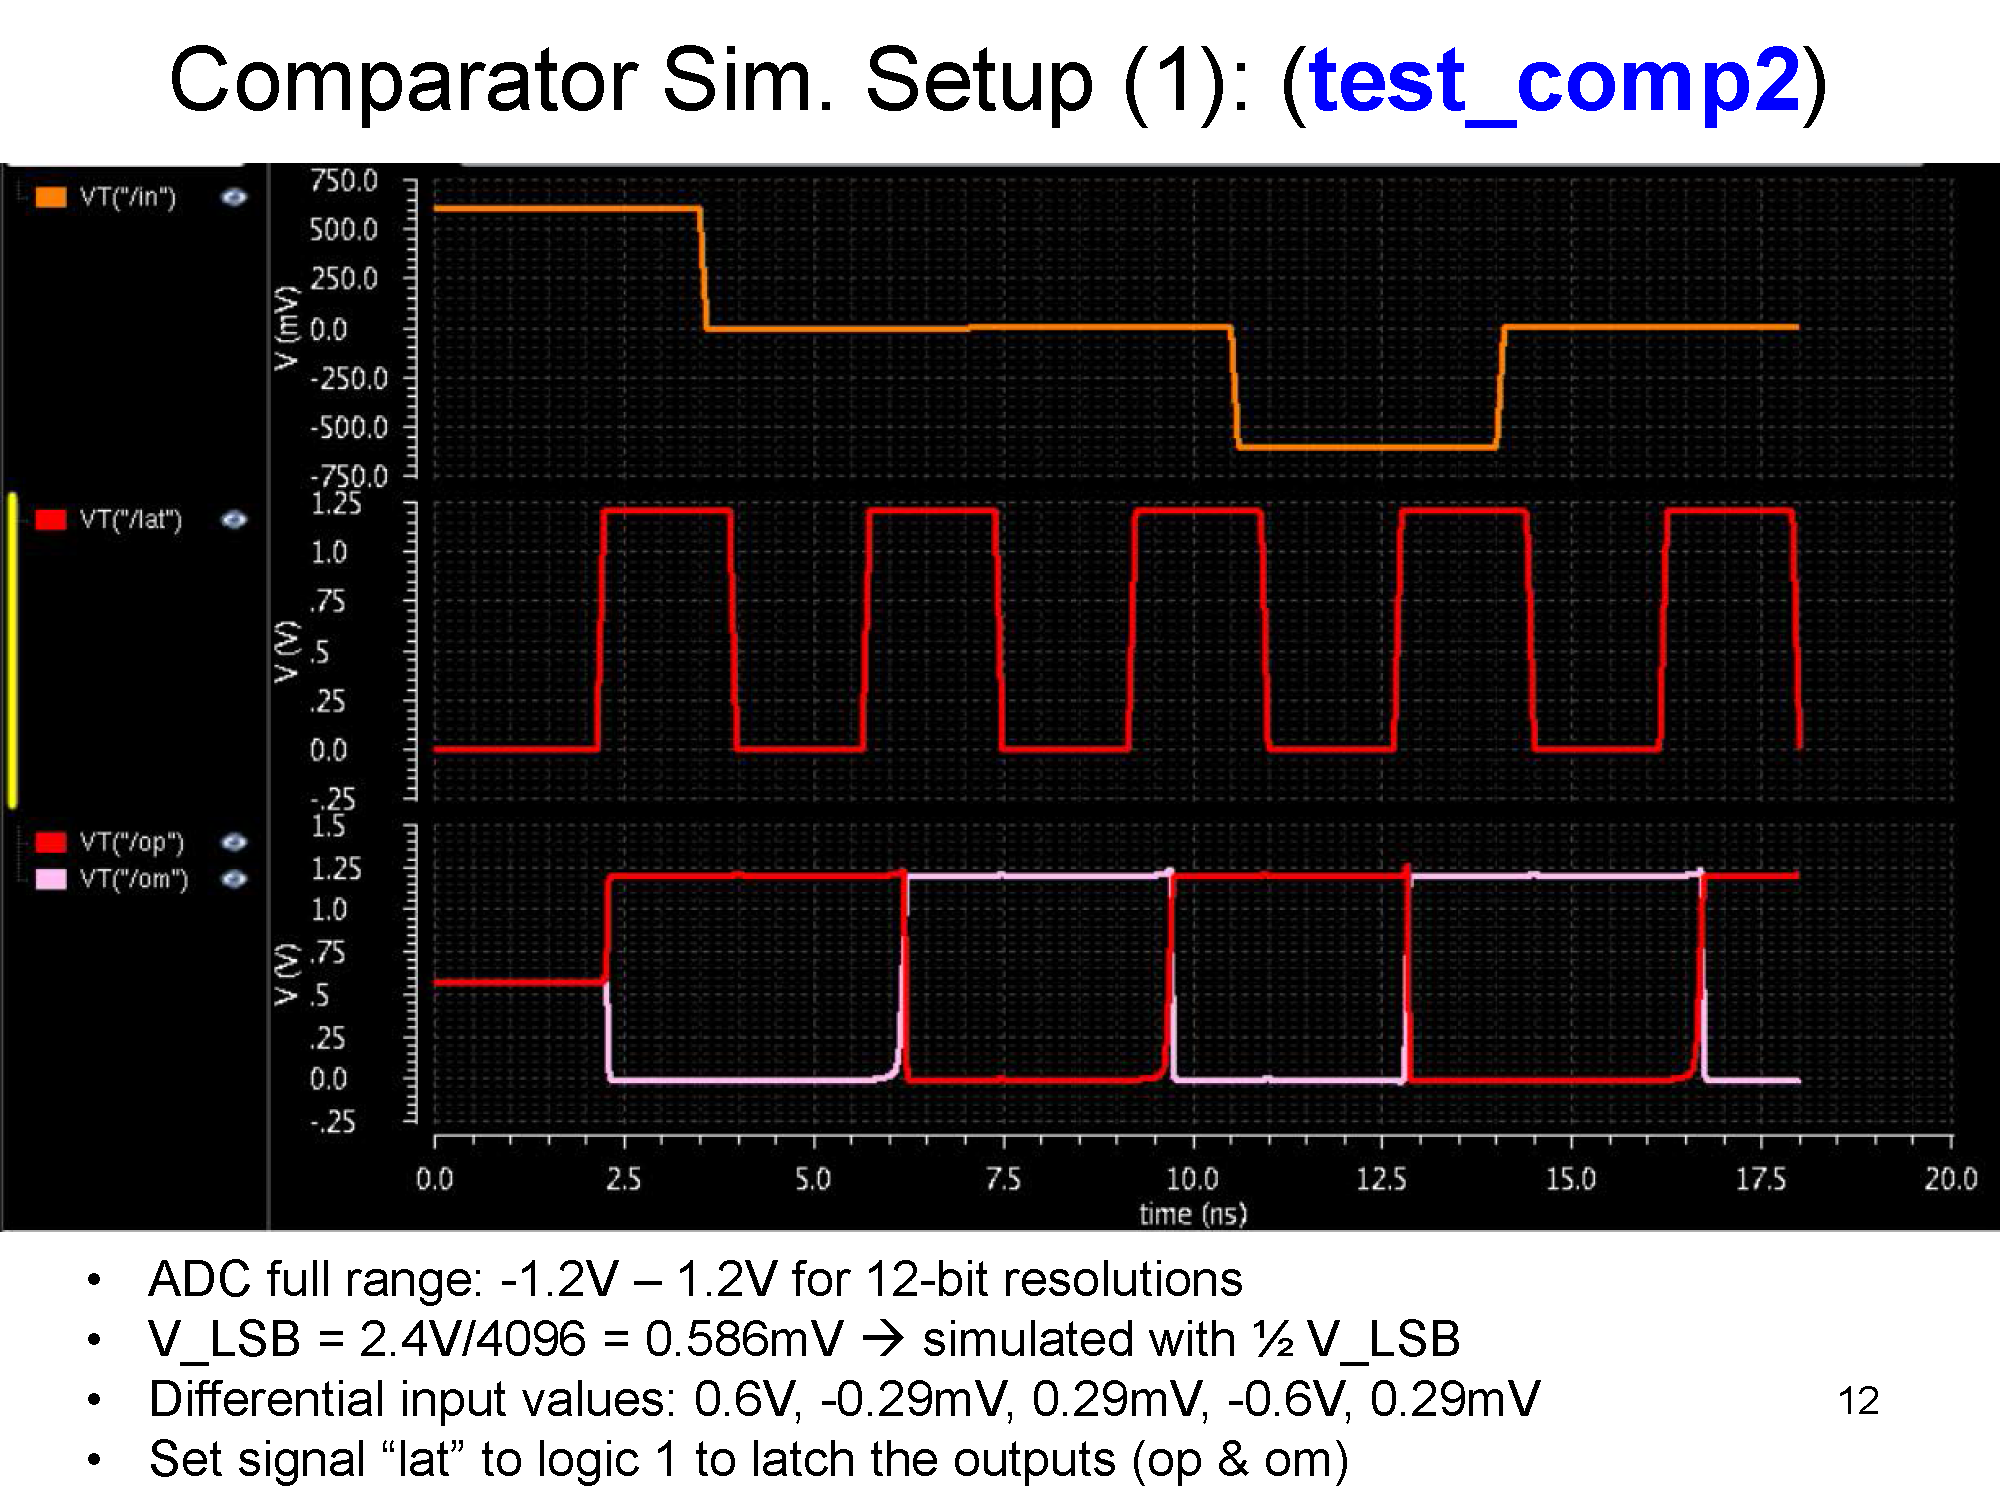 Comparator Sim. Setup (1): (test_comp2)
VT("/in")
V (mV)
750.0
500.0
250.0
0.0
-250.0
-500.0
-750.0
VT("/lat")
V (V)
1.25
1.0
.75
.5
.25
0.0
-.25
VT("/op")
VT("/om")
V (V)
1.5
1.25
1.0
.75
.5
.25
0.0
-.25
0.0 2.5 5.0 7.5 10.0 12.5 15.0 17.5 20.0
time (ns)
• ADC full range: -1.2V – 1.2V for 12-bit resolutions
• V_LSB = 2.4V/4096 = 0.586mV → simulated with ½ V_LSB
• Differential input values: 0.6V, -0.29mV, 0.29mV, -0.6V, 0.29mV
• Set signal “lat” to logic 1 to latch the outputs (op & om)
12